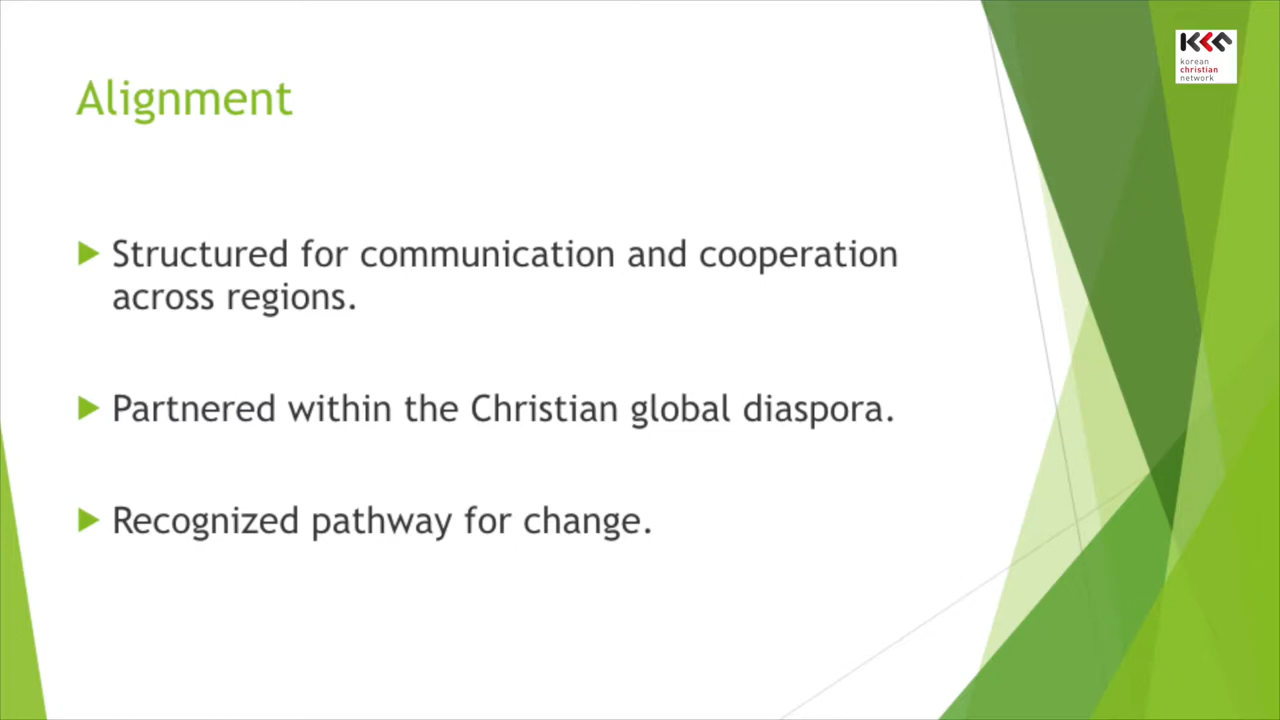 korean
christian
network
Alignment
Structured for communication and cooperation
across regions.
Partnered within the Christian global diaspora.
Recognized pathway for change.